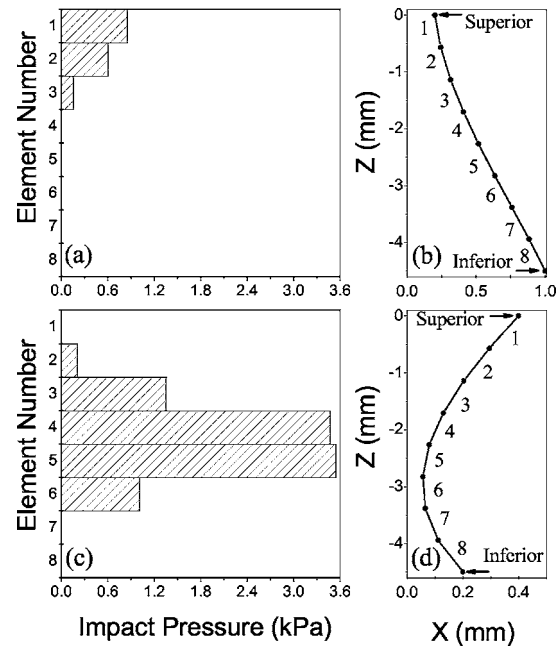 Element Number
1
2
3
4
5
6
7
8
(a)
0.0 0.6 1.2 1.8 2.4 3.0 3.6
Z (mm)
0
-1
-2
-3
-4
Superior
1
2
3
4
5
6
7
8
Inferior
(b)
0.0 0.5 1.0
Element Number
1
2
3
4
5
6
7
8
(c)
0.0 0.6 1.2 1.8 2.4 3.0 3.6
Impact Pressure (kPa)
Z (mm)
0
-1
-2
-3
-4
Superior
1
2
3
4
5
6
7
8
Inferior
(d)
0.0 0.2 0.4
X (mm)